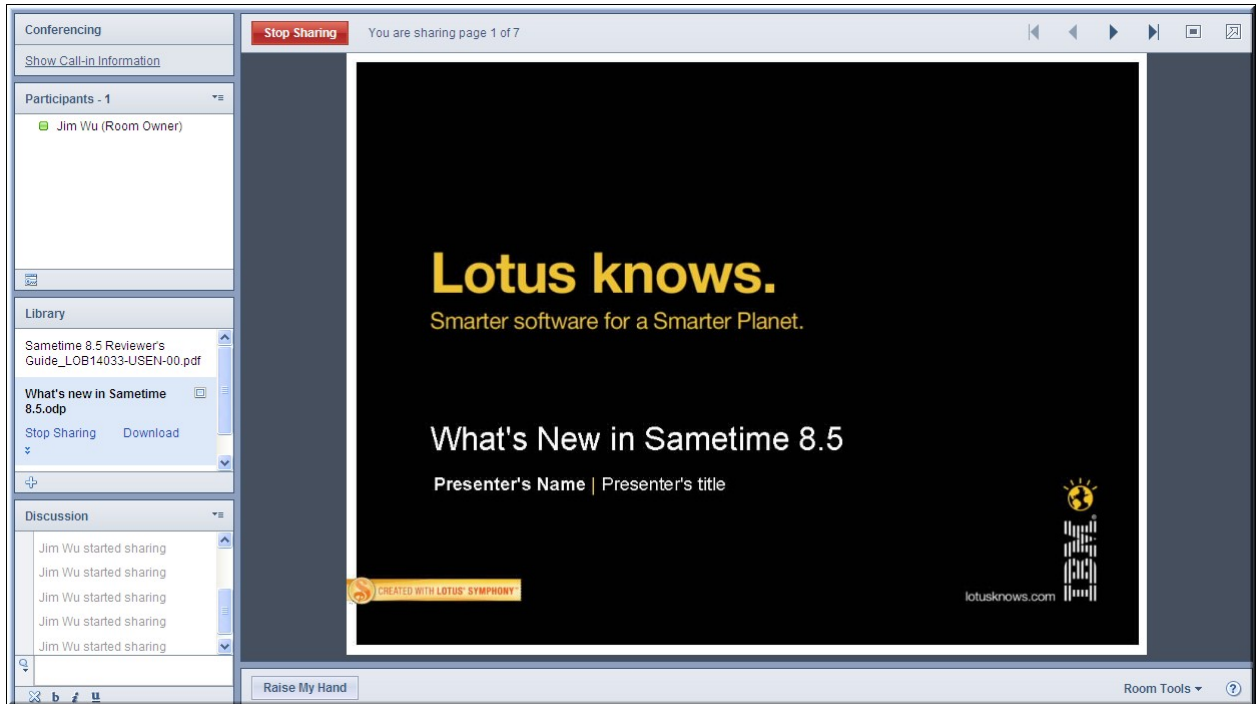 Conferencing
Show Call-in Information
Participants - 1
Jim Wu (Room Owner)
Library
Sametime 8.5 Reviewer's
Guide_LOB14033-USEN-00.pdf
What's new in Sametime
8.5.odp
Stop Sharing Download
Discussion
Jim Wu started sharing
Jim Wu started sharing
Jim Wu started sharing
Jim Wu started sharing
Jim Wu started sharing
b i u
Stop Sharing You are sharing page 1 of 7
Lotus knows.
Smarter software for a Smarter Planet.
What's New in Sametime 8.5
Presenter's Name | Presenter's title
CREATED WITH LOTUS® SYMPHONY™
lotusknows.com
IBM®
Raise My Hand Room Tools ?